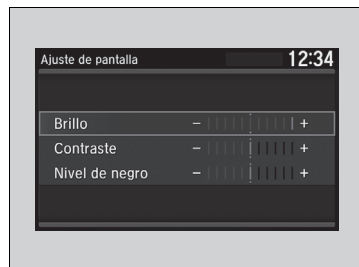 Ajuste de pantalla 12:34
Brillo - +
Contraste - +
Nivel de negro - +